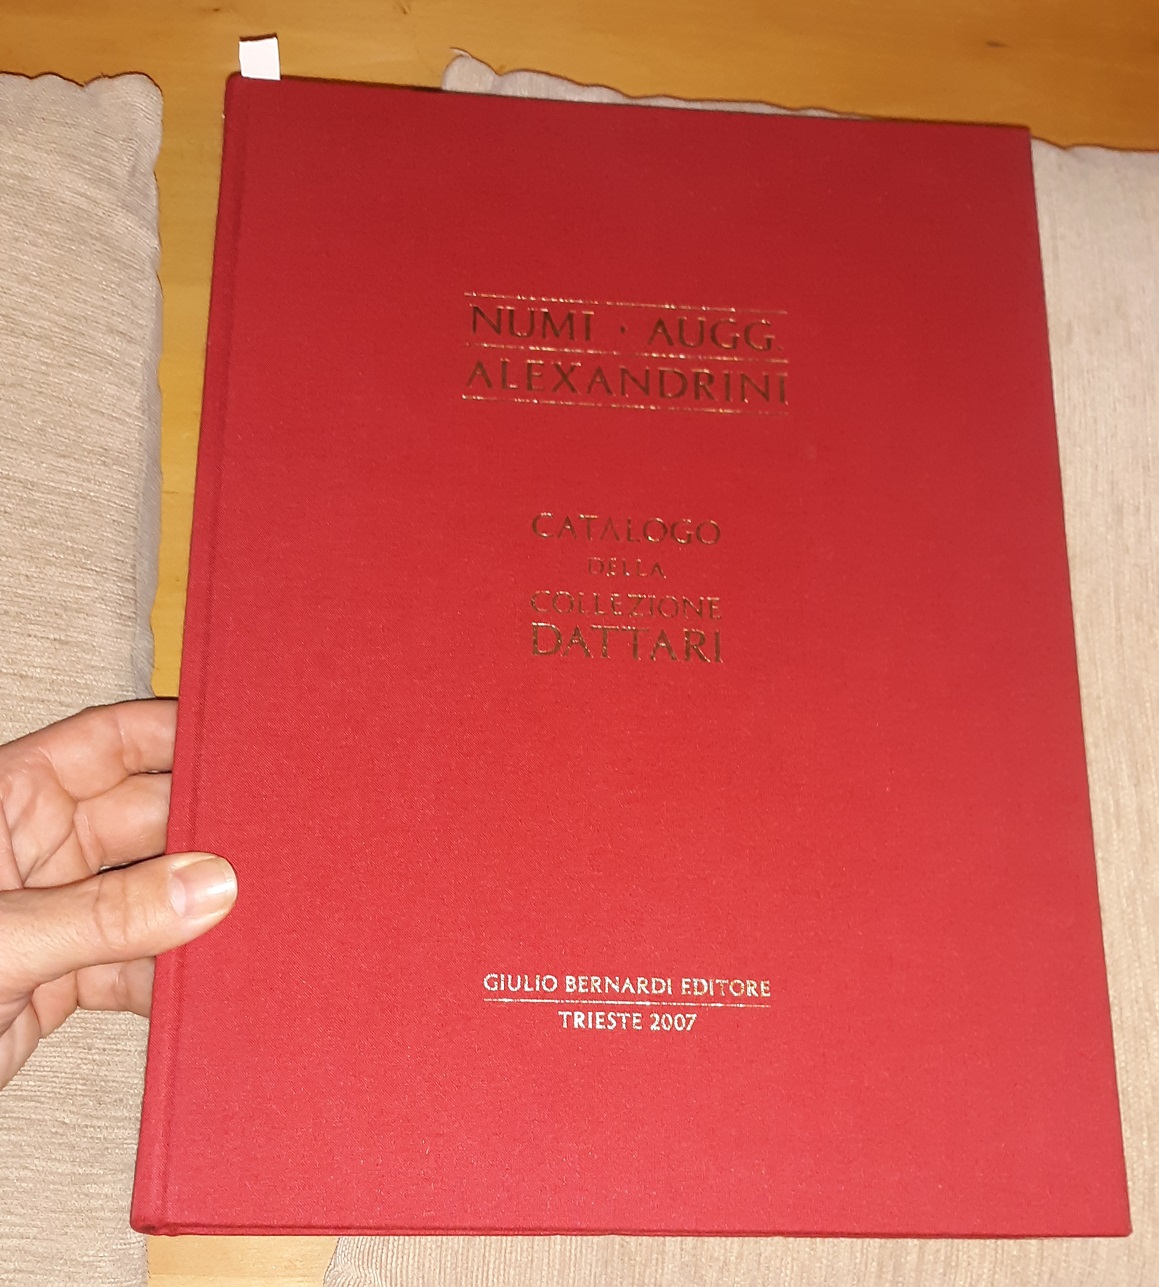 NUMI · AUGG.
ALEXANDRINI
CATALOGO
DELLA
COLLEZIONE
DATTARI
GIULIO BERNARDI EDITORE
TRIESTE 2007